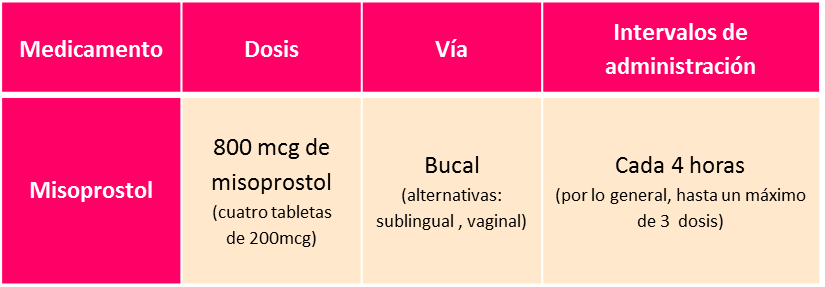 Medicamento
Dosis
Vía
Intervalos de
administración
Misoprostol
800 mcg de
misoprostol
(cuatro tabletas
de 200mcg)
Bucal
(alternativas:
sublingual , vaginal)
Cada 4 horas
(por lo general, hasta un máximo
de 3 dosis)